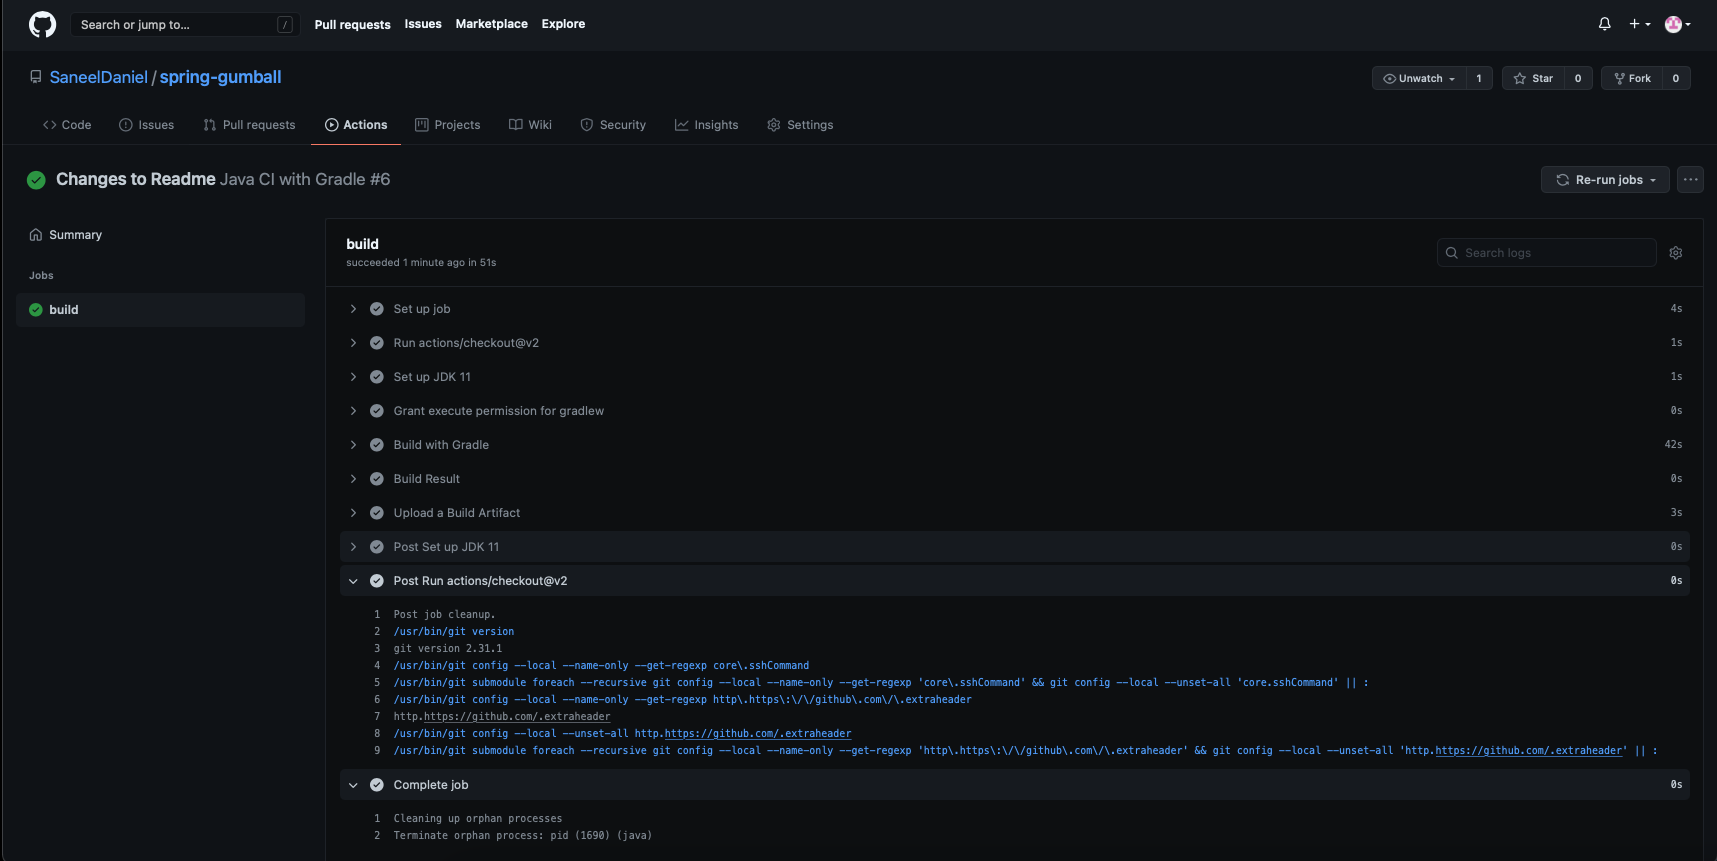 Search or jump to... /
Pull requests Issues Marketplace Explore
SaneelDaniel / spring-gumball
Unwatch 1 Star 0 Fork 0
Code Issues Pull requests Actions Projects Wiki Security Insights Settings
Changes to Readme Java CI with Gradle #6
Re-run jobs
Summary
Jobs
build
build
succeeded 1 minute ago in 51s
Search logs
Set up job 4s
Run actions/checkout@v2 1s
Set up JDK 11 1s
Grant execute permission for gradlew 0s
Build with Gradle 42s
Build Result 0s
Upload a Build Artifact 3s
Post Set up JDK 11 0s
Post Run actions/checkout@v2 0s
1 Post job cleanup.
2 /usr/bin/git version
3 git version 2.31.1
4 /usr/bin/git config --local --name-only --get-regexp core\.sshCommand
5 /usr/bin/git submodule foreach --recursive git config --local --name-only --get-regexp 'core\.sshCommand' && git config --local --unset-all 'core.sshCommand' || :
6 /usr/bin/git config --local --name-only --get-regexp http\.https\:\/\/github\.com\/\.extraheader
7 http.https://github.com/.extraheader
8 /usr/bin/git config --local --unset-all http.https://github.com/.extraheader
9 /usr/bin/git submodule foreach --recursive git config --local --name-only --get-regexp 'http\.https\:\/\/github\.com\/\.extraheader' && git config --local --unset-all 'http.https://github.com/.extraheader' || :
Complete job 0s
1 Cleaning up orphan processes
2 Terminate orphan process: pid (1690) (java)